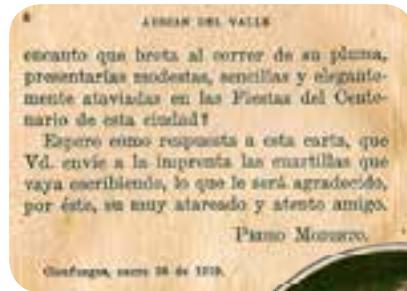 6
ADRIAN DEL VALLE
encanto que brota al correr de su pluma,
presentarlas modestas, sencillas y elegante-
mente ataviadas en las Fiestas del Cente-
nario de esta ciudad?
Espero como respuesta a esta carta, que
Vd. envíe a la imprenta las cuartillas que
vaya escribiendo, lo que le será agradecido,
por éste, su muy atareado y atento amigo.
PEDRO MODESTO.
Cienfuegos, enero 28 de 1919.